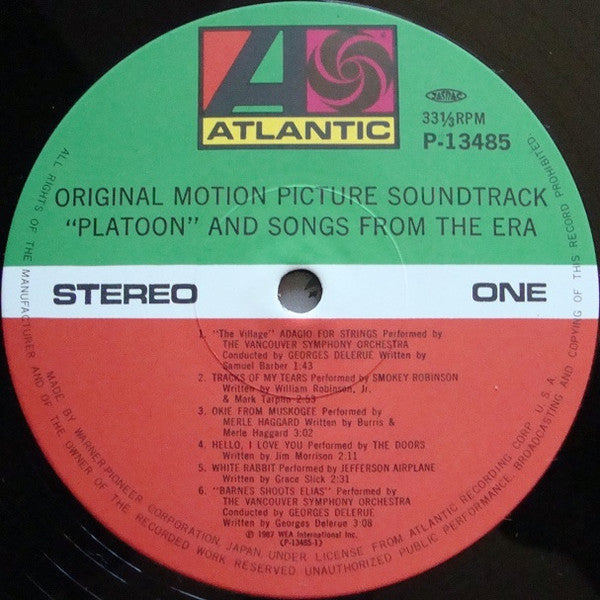 ATLANTIC
JASRAC
33⅓RPM
P-13485
ORIGINAL MOTION PICTURE SOUNDTRACK
"PLATOON" AND SONGS FROM THE ERA
STEREO
ONE
1. "The Village" ADAGIO FOR STRINGS Performed by
THE VANCOUVER SYMPHONY ORCHESTRA
Conducted by GEORGES DELERUE Written by
Samuel Barber 1:43
2. TRACKS OF MY TEARS Performed by SMOKEY ROBINSON
Written by William Robinson, Jr.
& Mark Tarplin 2:53
3. OKIE FROM MUSKOGEE Performed by
MERLE HAGGARD Written by Burris &
Merle Haggard 3:02
4. HELLO, I LOVE YOU Performed by THE DOORS
Written by Jim Morrison 2:11
5. WHITE RABBIT Performed by JEFFERSON AIRPLANE
Written by Grace Slick 2:31
6. "BARNES SHOOTS ELIAS" Performed by
THE VANCOUVER SYMPHONY ORCHESTRA
Conducted by GEORGES DELERUE
Written by Georges Delerue 3:08
Ⓟ 1987 WEA International Inc.
(P-13485-1)
MADE BY WARNER-PIONEER CORPORATION, JAPAN UNDER LICENSE FROM ATLANTIC RECORDING CORP. U.S.A.
ALL RIGHTS OF THE MANUFACTURER AND OF THE OWNER OF THE RECORDED WORK RESERVED UNAUTHORIZED PUBLIC PERFORMANCE, BROADCASTING AND COPYING OF THIS RECORD PROHIBITED.